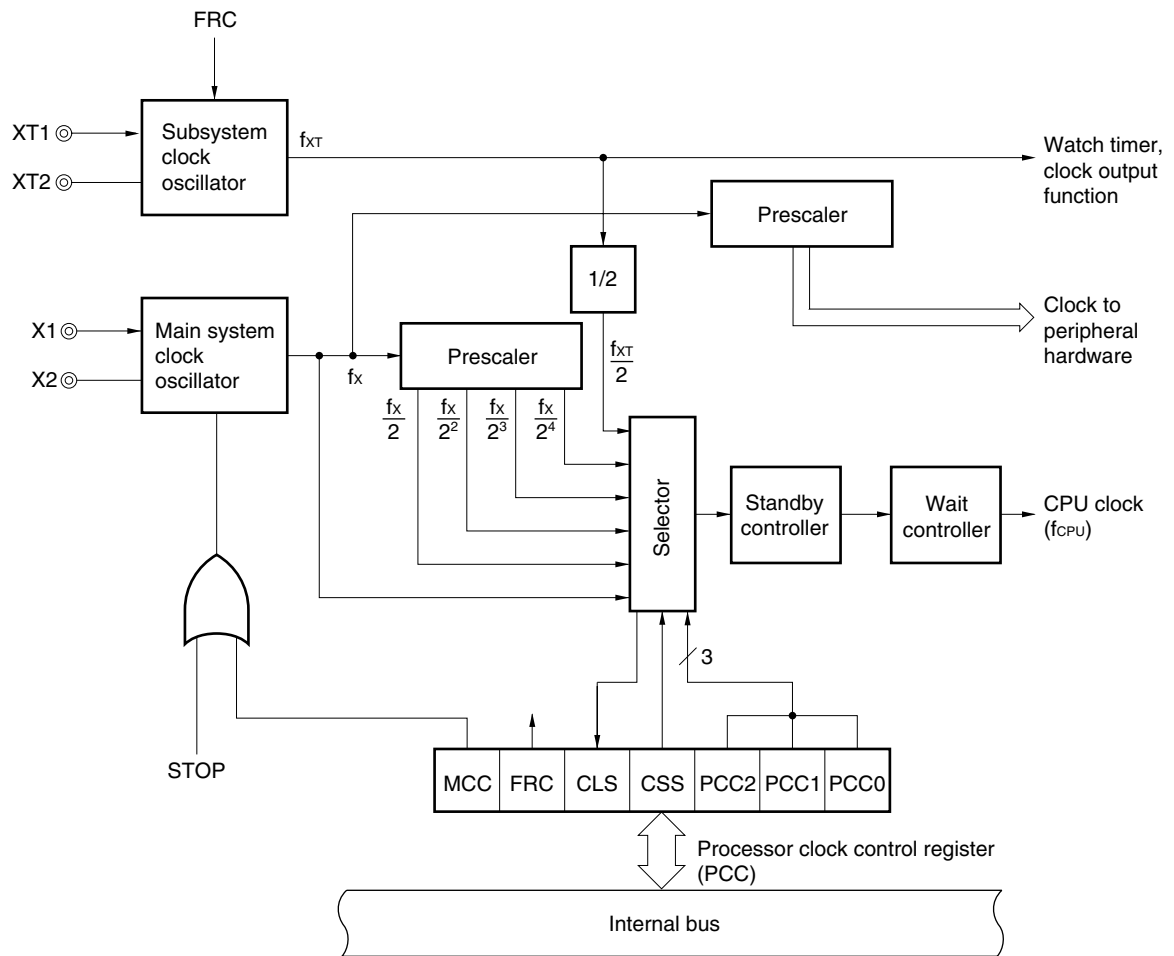 FRC
XT1
XT2
Subsystem
clock
oscillator
fXT
Watch timer,
clock output
function
Prescaler
1/2
X1
X2
Main system
clock
oscillator
fX
Prescaler
fXT/2
Clock to
peripheral
hardware
fX/2
fX/2²
fX/2³
fX/2⁴
Selector
Standby
controller
Wait
controller
CPU clock
(fCPU)
3
STOP
MCC FRC CLS CSS PCC2 PCC1 PCC0
Processor clock control register
(PCC)
Internal bus